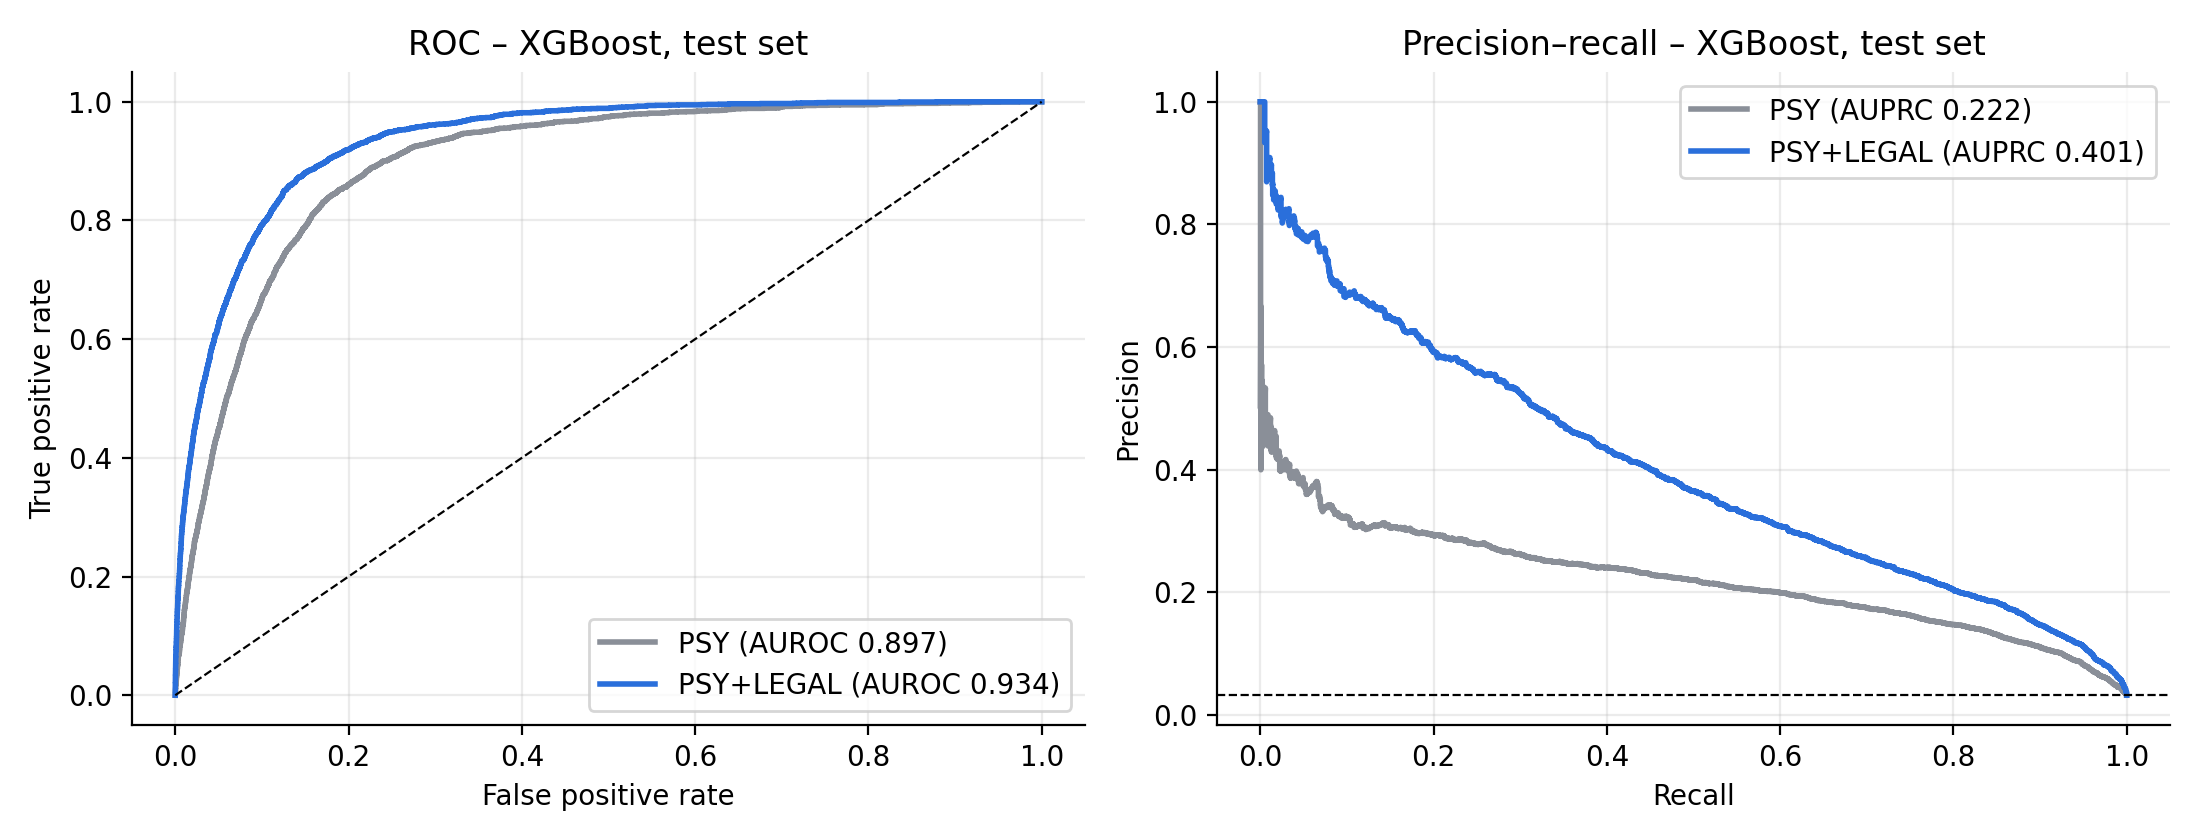 ROC – XGBoost, test set
1.0
0.8
0.6
0.4
0.2
0.0
True positive rate
PSY (AUROC 0.897)
PSY+LEGAL (AUROC 0.934)
0.0 0.2 0.4 0.6 0.8 1.0
False positive rate
Precision–recall – XGBoost, test set
1.0
0.8
0.6
0.4
0.2
0.0
Precision
PSY (AUPRC 0.222)
PSY+LEGAL (AUPRC 0.401)
0.0 0.2 0.4 0.6 0.8 1.0
Recall